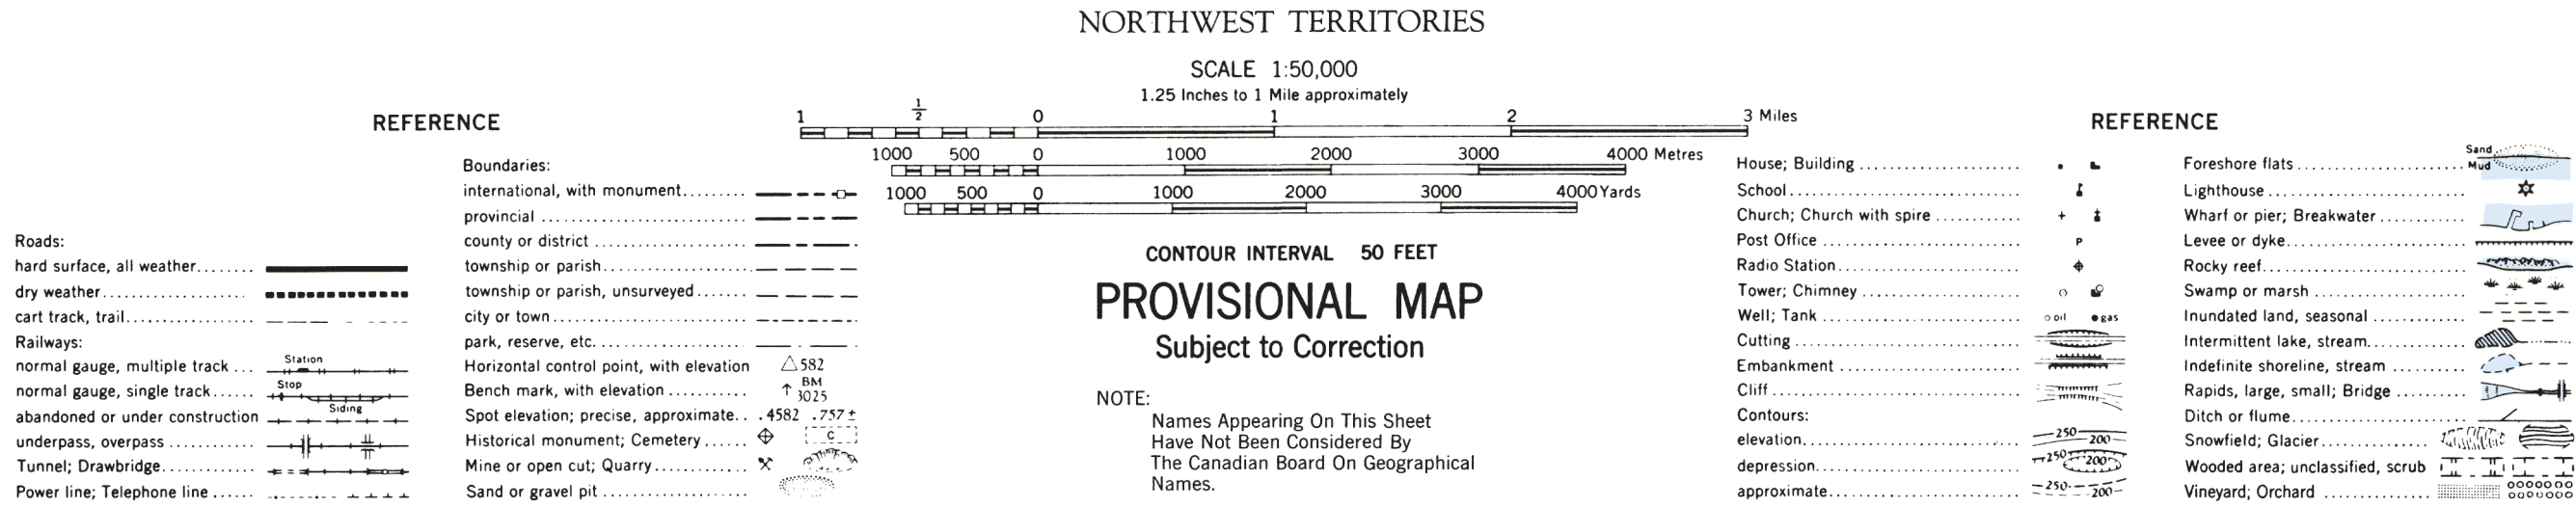 NORTHWEST TERRITORIES
SCALE 1:50,000
1.25 Inches to 1 Mile approximately
1 1/2 0 1 2 3 Miles
1000 500 0 1000 2000 3000 4000 Metres
1000 500 0 1000 2000 3000 4000 Yards
CONTOUR INTERVAL 50 FEET
PROVISIONAL MAP
Subject to Correction
NOTE:
Names Appearing On This Sheet
Have Not Been Considered By
The Canadian Board On Geographical
Names.
REFERENCE
Roads:
hard surface, all weather........
dry weather......................
cart track, trail..................
Railways:
normal gauge, multiple track ... Station
normal gauge, single track...... Stop Siding
abandoned or under construction
underpass, overpass ............
Tunnel; Drawbridge.............
Power line; Telephone line ......
Boundaries:
international, with monument.........
provincial .............................
county or district .....................
township or parish.....................
township or parish, unsurveyed.......
city or town............................
park, reserve, etc......................
Horizontal control point, with elevation 582
Bench mark, with elevation ........... BM 3025
Spot elevation; precise, approximate.. .4582 .757±
Historical monument; Cemetery ...... C
Mine or open cut; Quarry.............
Sand or gravel pit .....................
REFERENCE
House; Building .......................
School..................................
Church; Church with spire ............
Post Office .............................. P
Radio Station...........................
Tower; Chimney .......................
Well; Tank ............................. oil gas
Cutting .................................
Embankment ..........................
Cliff .....................................
Contours:
elevation................................ 250 200
depression.............................. 250 200
approximate............................ 250 200
Foreshore flats......................... Sand Mud
Lighthouse .............................
Wharf or pier; Breakwater ............
Levee or dyke..........................
Rocky reef..............................
Swamp or marsh ......................
Inundated land, seasonal .............
Intermittent lake, stream..............
Indefinite shoreline, stream ..........
Rapids, large, small; Bridge ..........
Ditch or flume..........................
Snowfield; Glacier......................
Wooded area; unclassified, scrub
Vineyard; Orchard .....................